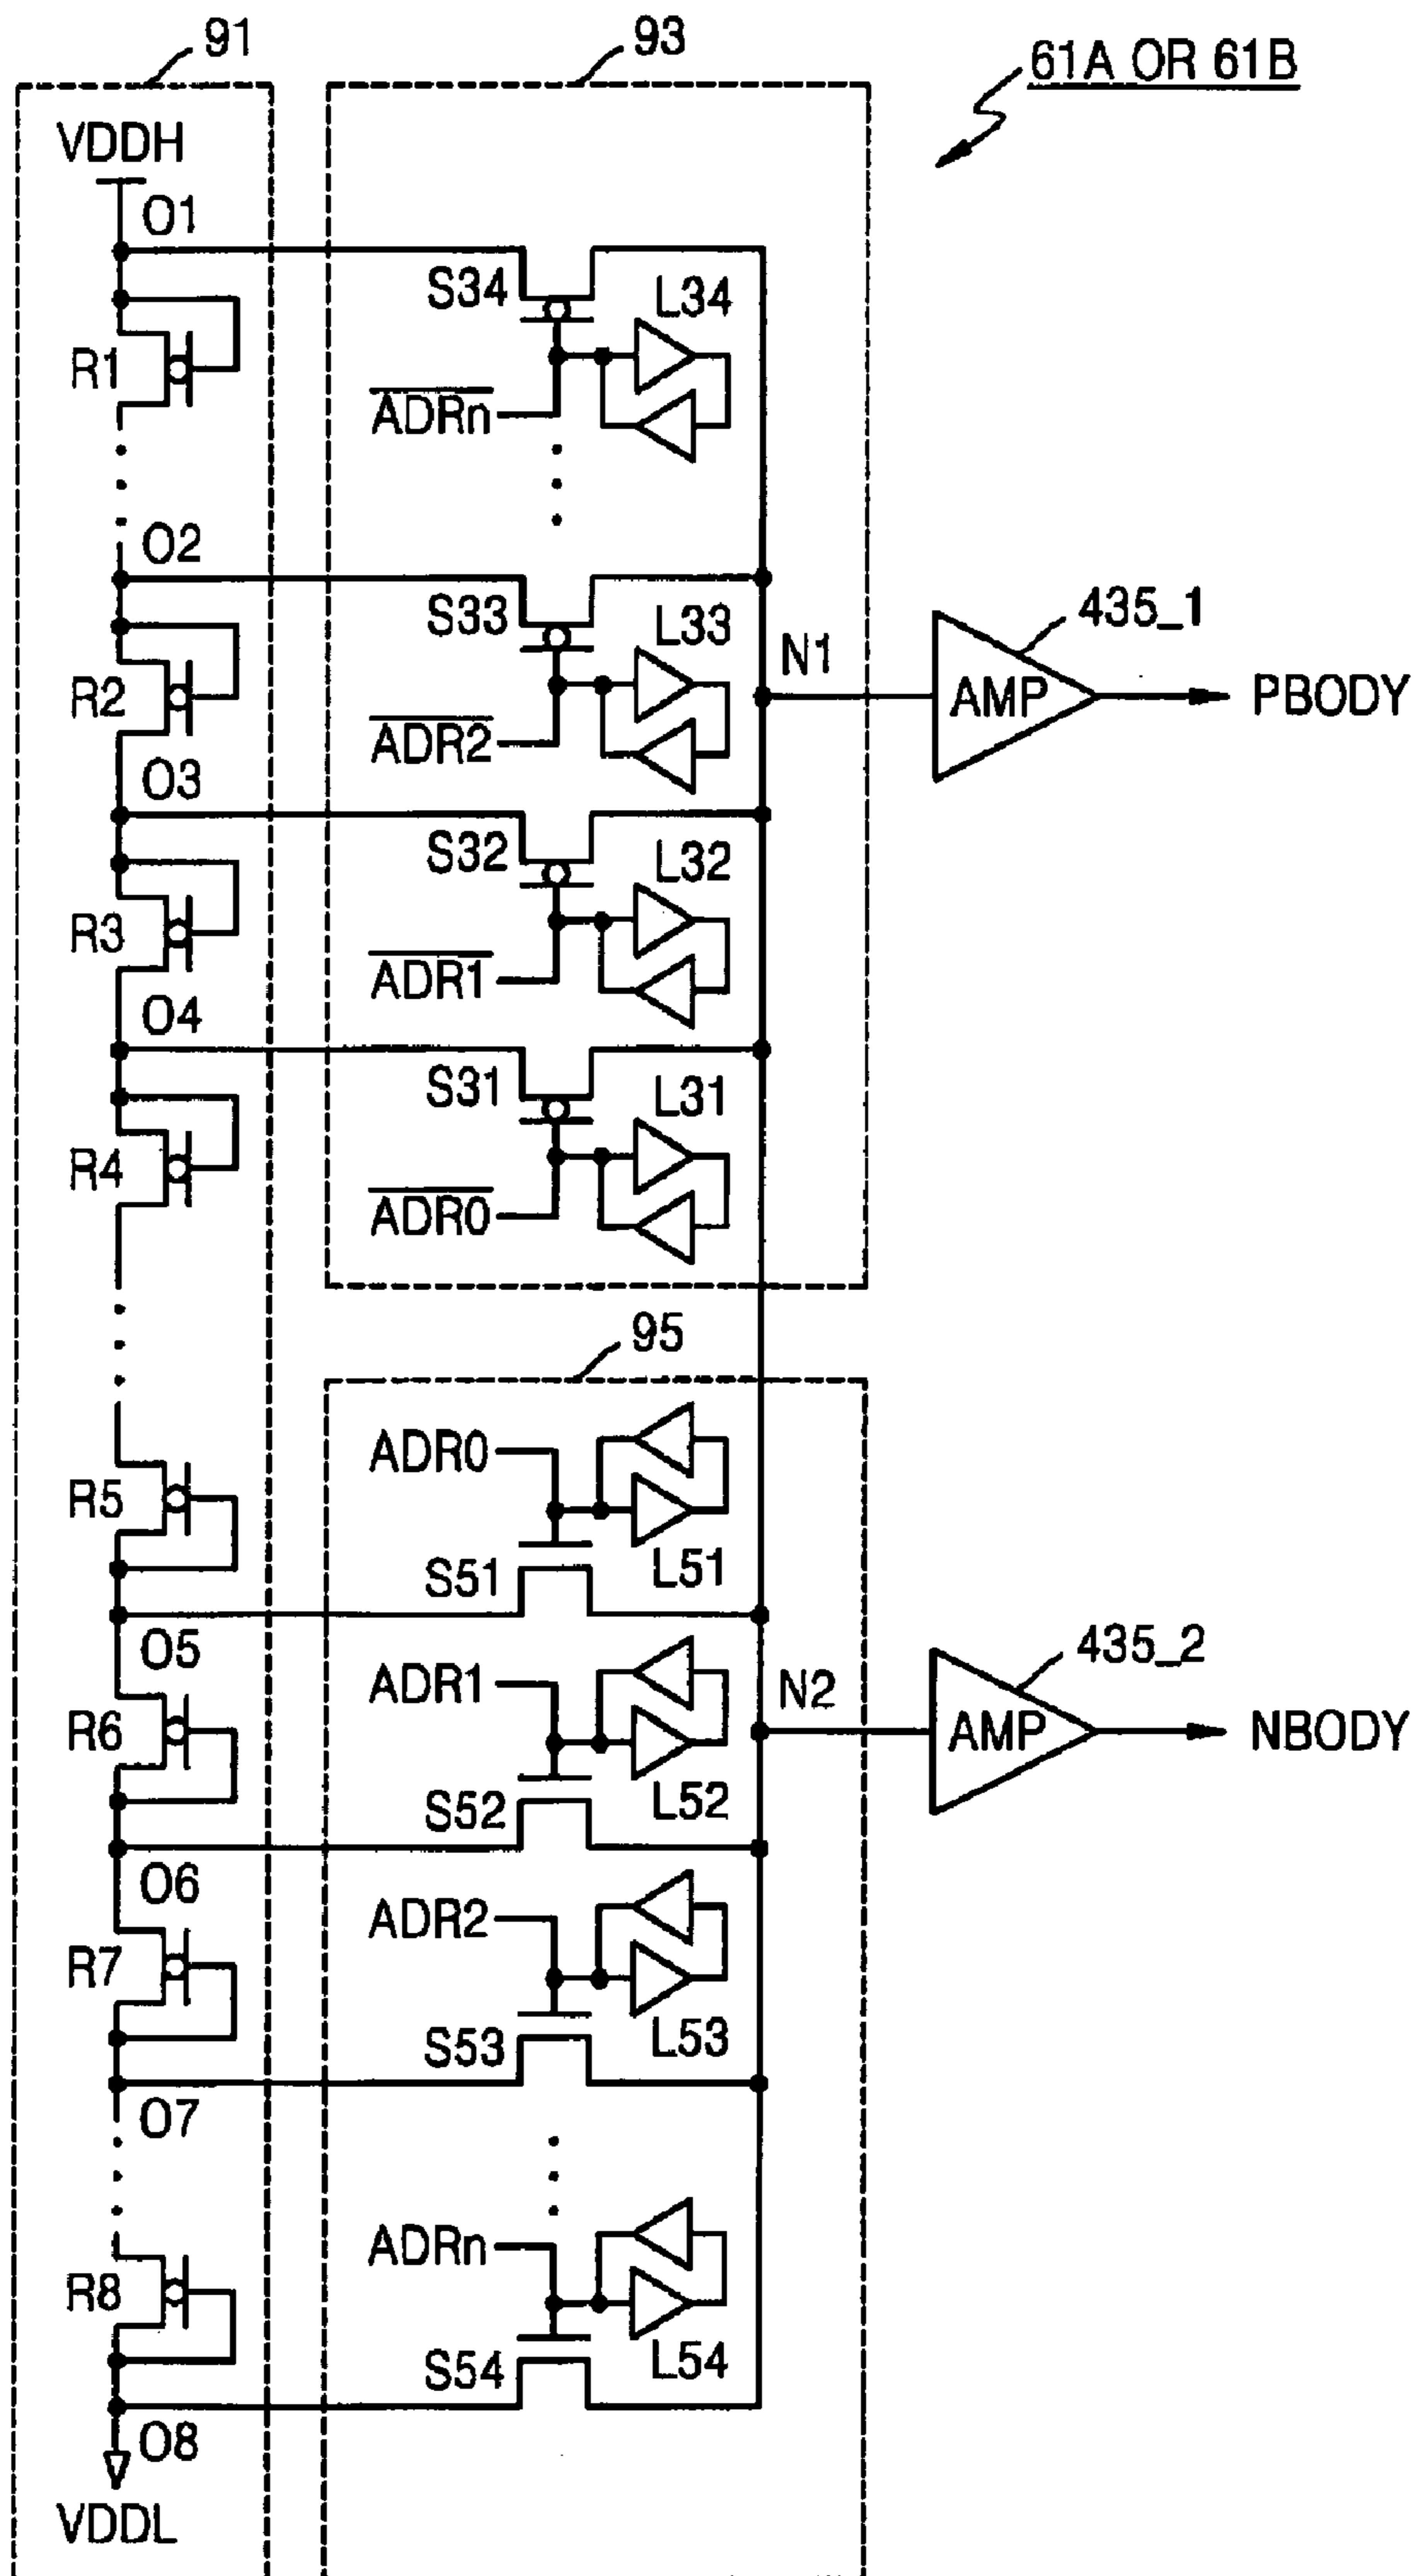 91
93
61A OR 61B
VDDH
O1
S34
L34
R1
ADRn
O2
S33
L33
435_1
R2
N1
AMP
PBODY
ADR2
O3
S32
L32
R3
ADR1
O4
S31
L31
R4
ADR0
95
ADR0
R5
S51
L51
O5
435_2
ADR1
N2
R6
AMP
NBODY
S52
L52
O6
ADR2
R7
S53
L53
O7
ADRn
R8
S54
L54
O8
VDDL